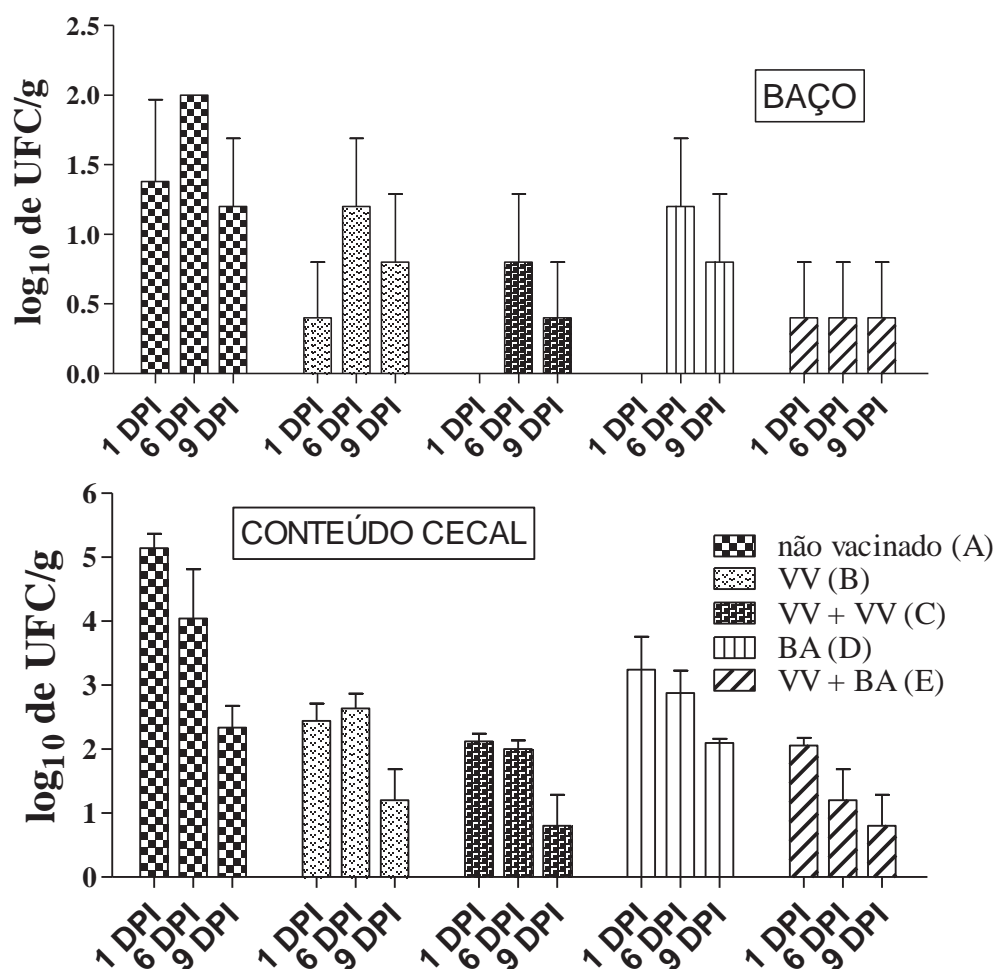 log10 de UFC/g
2.5
2.0
1.5
1.0
0.5
0.0
BAÇO
1 DPI
6 DPI
9 DPI
1 DPI
6 DPI
9 DPI
1 DPI
6 DPI
9 DPI
1 DPI
6 DPI
9 DPI
1 DPI
6 DPI
9 DPI
log10 de UFC/g
6
5
4
3
2
1
0
CONTEÚDO CECAL
não vacinado (A)
VV (B)
VV + VV (C)
BA (D)
VV + BA (E)
1 DPI
6 DPI
9 DPI
1 DPI
6 DPI
9 DPI
1 DPI
6 DPI
9 DPI
1 DPI
6 DPI
9 DPI
1 DPI
6 DPI
9 DPI